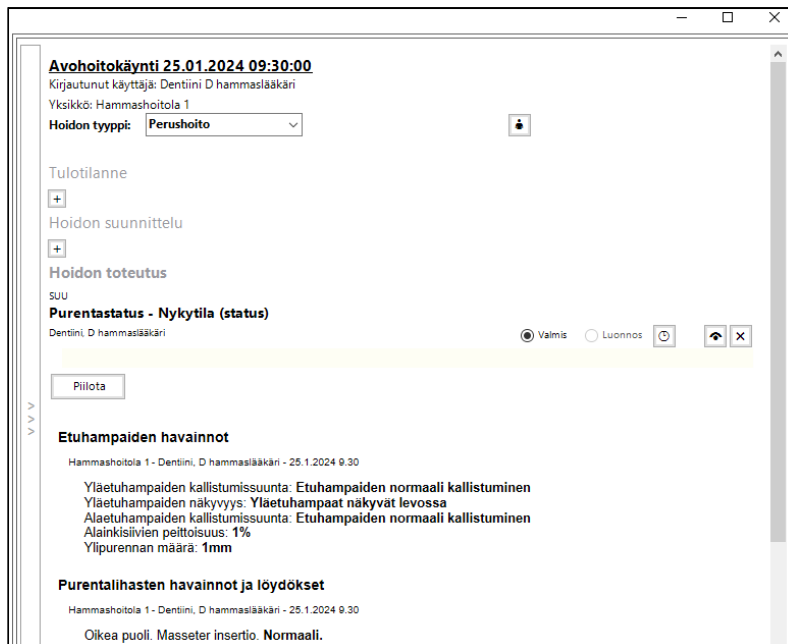 Avohoitokäynti 25.01.2024 09:30:00
Kirjautunut käyttäjä: Dentiini D hammaslääkäri
Yksikkö: Hammashoitola 1
Hoidon tyyppi: Perushoito
Tulotilanne
+
Hoidon suunnittelu
+
Hoidon toteutus
SUU
Purentastatus - Nykytila (status)
Dentiini, D hammaslääkäri Valmis Luonnos
Piilota
>
>
>
Etuhampaiden havainnot
Hammashoitola 1 - Dentiini, D hammaslääkäri - 25.1.2024 9.30
Yläetuhampaiden kallistumissuunta: Etuhampaiden normaali kallistuminen
Yläetuhampaiden näkyvyys: Yläetuhampaat näkyvät levossa
Alaetuhampaiden kallistumissuunta: Etuhampaiden normaali kallistuminen
Alainkisiivien peittoisuus: 1%
Ylipurennan määrä: 1mm
Purentalihasten havainnot ja löydökset
Hammashoitola 1 - Dentiini, D hammaslääkäri - 25.1.2024 9.30
Oikea puoli. Masseter insertio. Normaali.